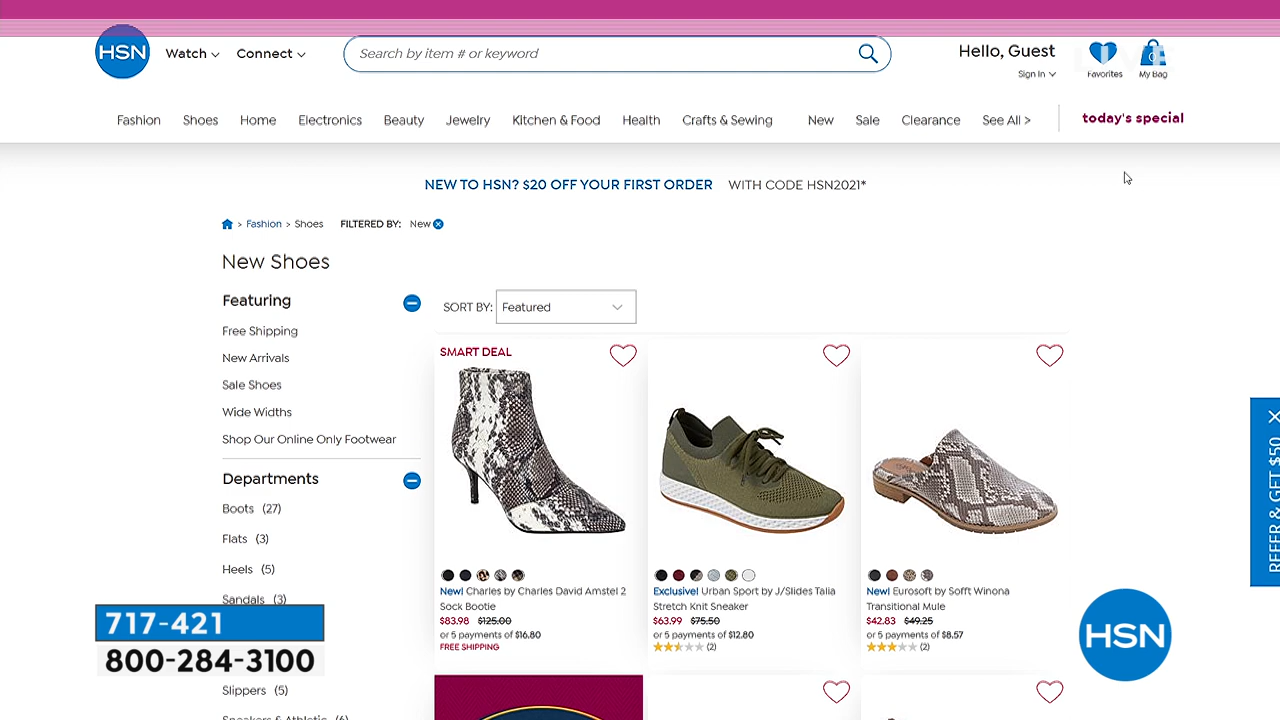 HSN
Watch
Connect
Search by item # or keyword
Hello, Guest
Sign In
Favorites
0
My Bag
Fashion
Shoes
Home
Electronics
Beauty
Jewelry
Kitchen & Food
Health
Crafts & Sewing
New
Sale
Clearance
See All >
today's special
NEW TO HSN? $20 OFF YOUR FIRST ORDER WITH CODE HSN2021*
> Fashion > Shoes FILTERED BY: New
New Shoes
Featuring
Free Shipping
New Arrivals
Sale Shoes
Wide Widths
Shop Our Online Only Footwear
Departments
Boots (27)
Flats (3)
Heels (5)
Sandals (3)
717-421
800-284-3100
Slippers (5)
Sneakers & Athletic (6)
SORT BY: Featured
SMART DEAL
New! Charles by Charles David Amstel 2
Sock Bootie
$83.98 $125.00
or 5 payments of $16.80
FREE SHIPPING
Exclusive! Urban Sport by J/Slides Talia
Stretch Knit Sneaker
$63.99 $75.50
or 5 payments of $12.80
(2)
New! Eurosoft by Sofft Winona
Transitional Mule
$42.83 $49.25
or 5 payments of $8.57
(2)
X
REFER & GET $50
HSN